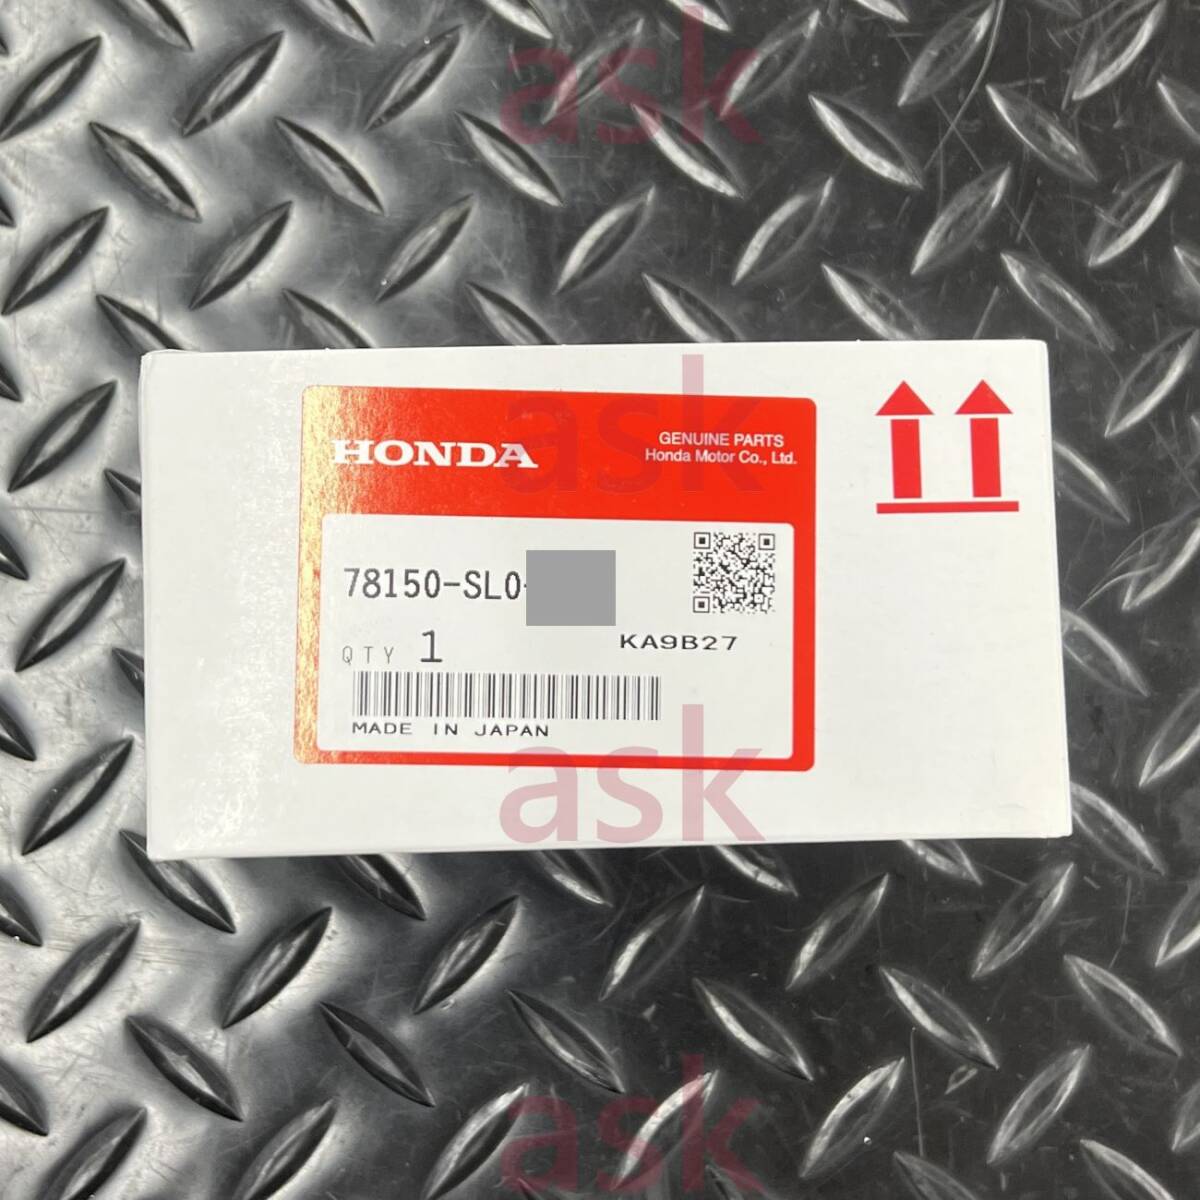 ask
HONDA
GENUINE PARTS
Honda Motor Co., Ltd.
ask
78150-SL0-
QTY 1
KA9B27
MADE IN JAPAN
ask
ask